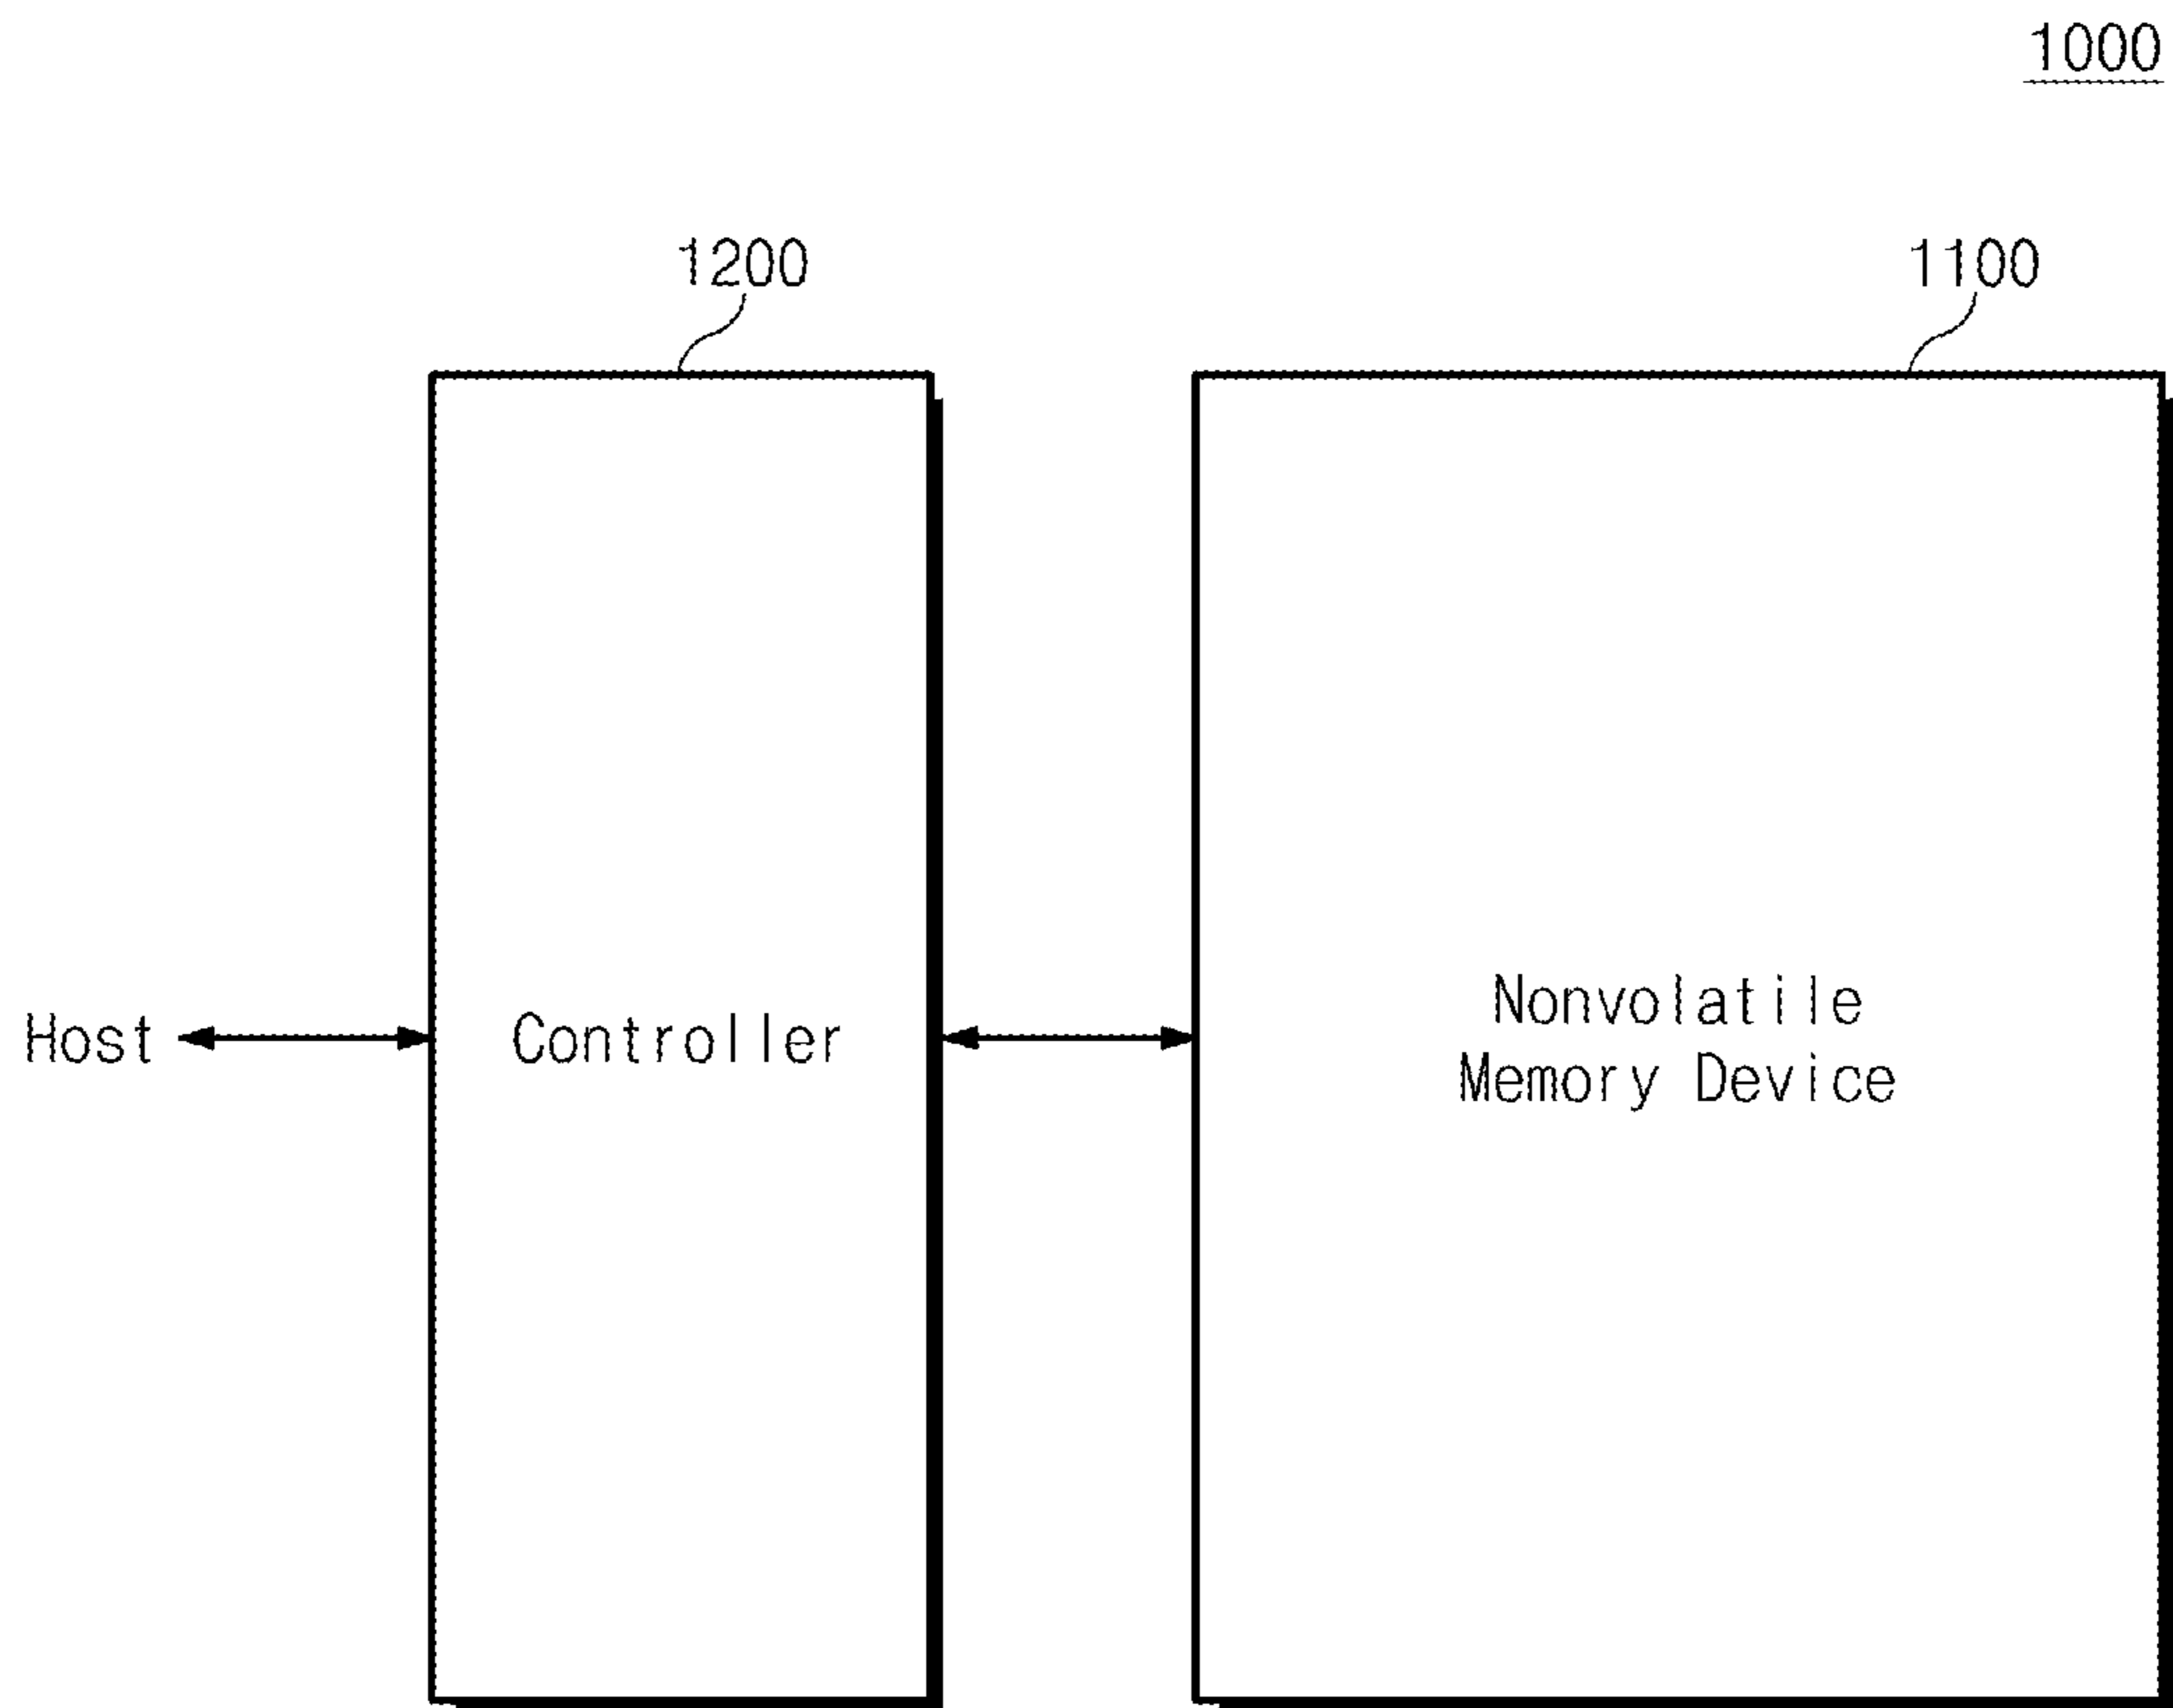 1000
1200
1100
Host
Controller
Nonvolatile
Memory Device